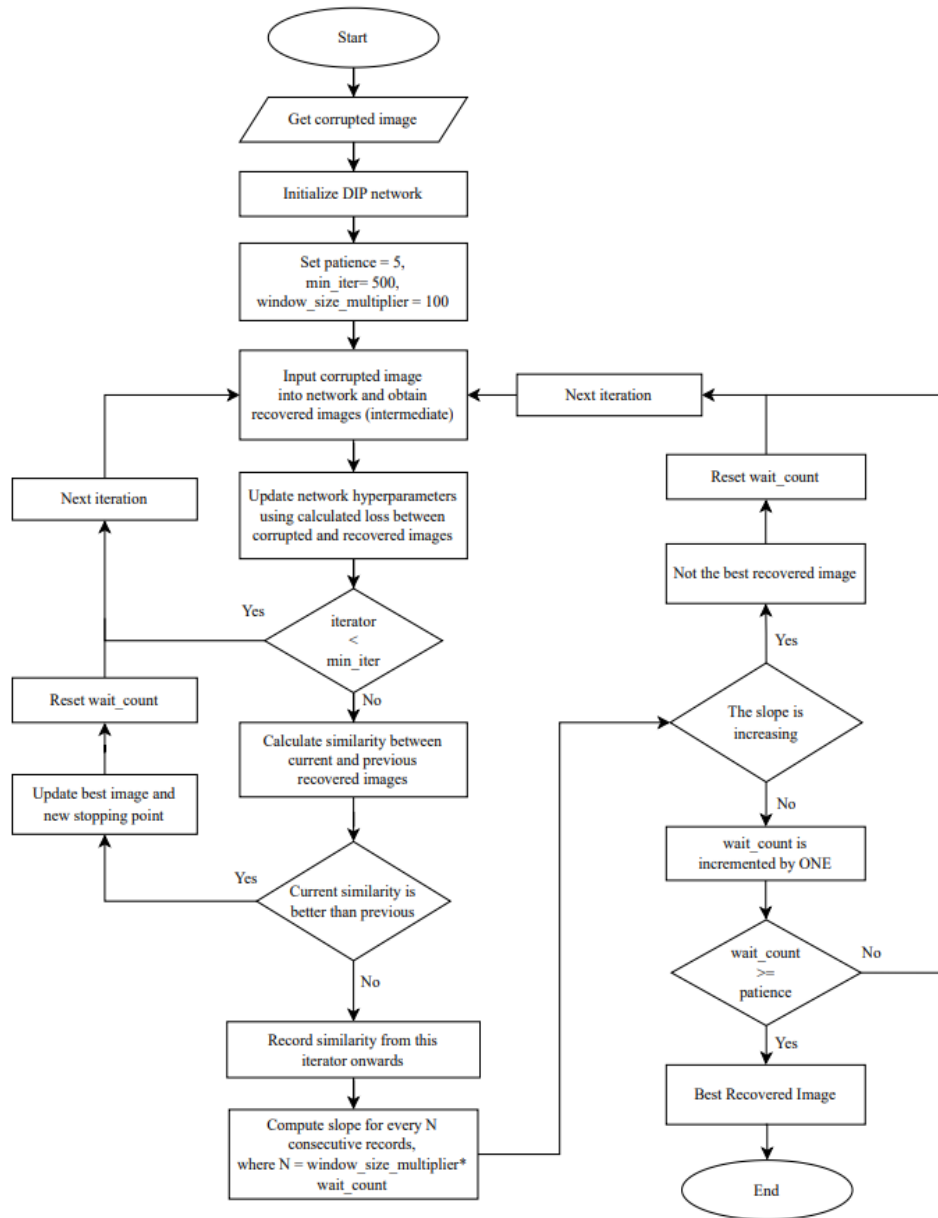 Start
Get corrupted image
Initialize DIP network
Set patience = 5,
min_iter= 500,
window_size_multiplier = 100
Input corrupted image
into network and obtain
recovered images (intermediate)
Next iteration
Next iteration
Update network hyperparameters
using calculated loss between
corrupted and recovered images
Reset wait_count
Not the best recovered image
Yes
iterator
<
min_iter
Yes
Reset wait_count
No
The slope is
increasing
Calculate similarity between
current and previous
recovered images
Update best image and
new stopping point
No
wait_count is
incremented by ONE
Yes
Current similarity is
better than previous
wait_count
>=
patience
No
No
Record similarity from this
iterator onwards
Yes
Best Recovered Image
Compute slope for every N
consecutive records,
where N = window_size_multiplier*
wait_count
End